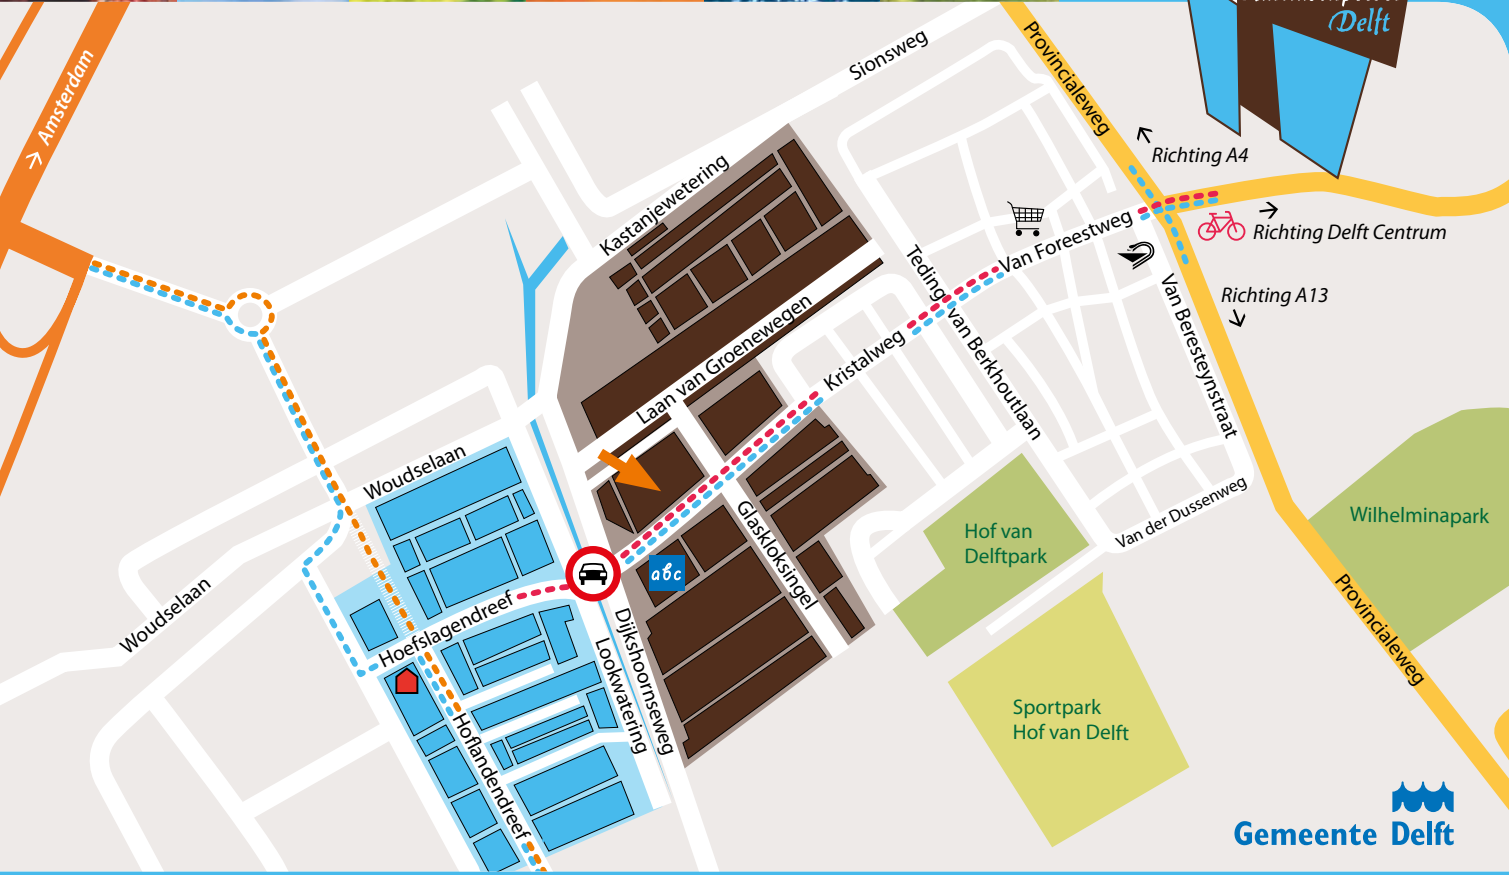 Delft
Amsterdam
Sionsweg
Provincialeweg
Richting A4
Kastanjewetering
Van Foreestweg
Richting Delft Centrum
Teding van Berkhoutlaan
Richting A13
Van Beresteynstraat
Laan van Groenewegen
Kristalweg
Woudselaan
Glaskloksingel
Van der Dussenweg
Wilhelminapark
Hof van
Delftpark
abc
Hoefslagendreef
Woudselaan
Dijkshoornseweg
Lookwatering
Provincialeweg
Sportpark
Hof van Delft
Hoflandendreef
Gemeente Delft